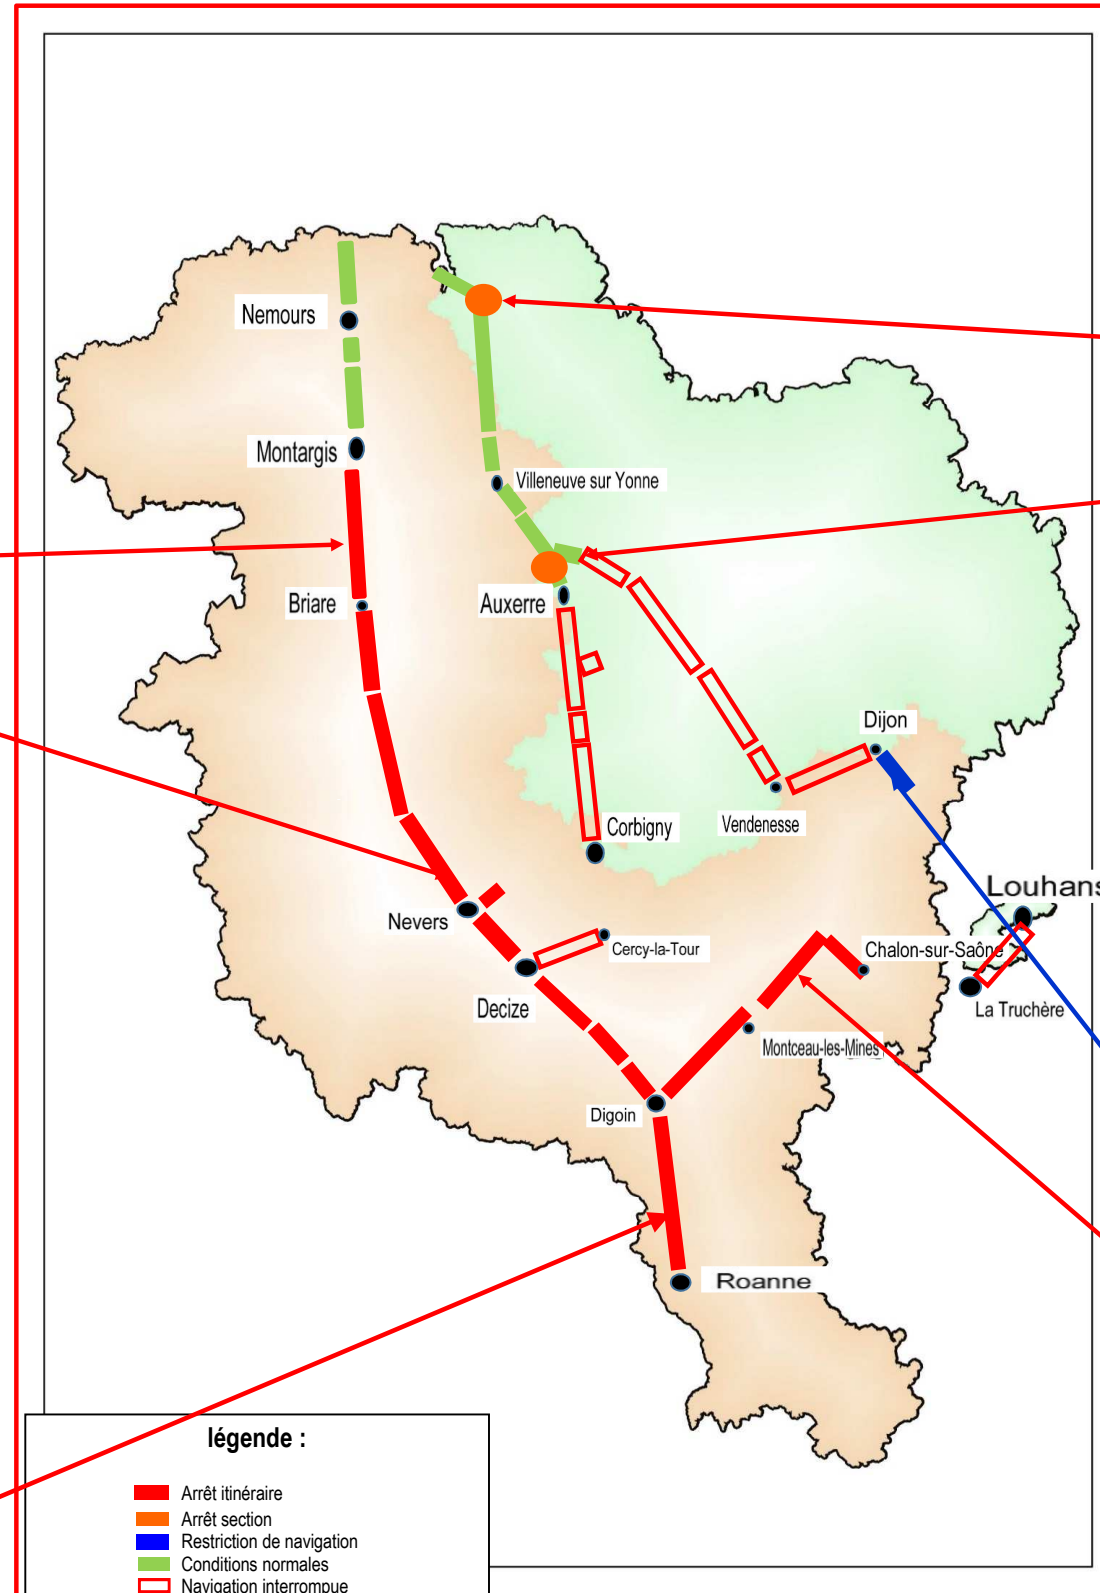 Nemours
Montargis
Villeneuve sur Yonne
Briare
Auxerre
Dijon
Corbigny
Vendenesse
Louhans
Nevers
Cercy-la-Tour
Chalon-sur-Saône
Decize
La Truchère
Montceau-les-Mines
Digoin
Roanne
légende :
Arrêt itinéraire
Arrêt section
Restriction de navigation
Conditions normales
Navigation interrompue